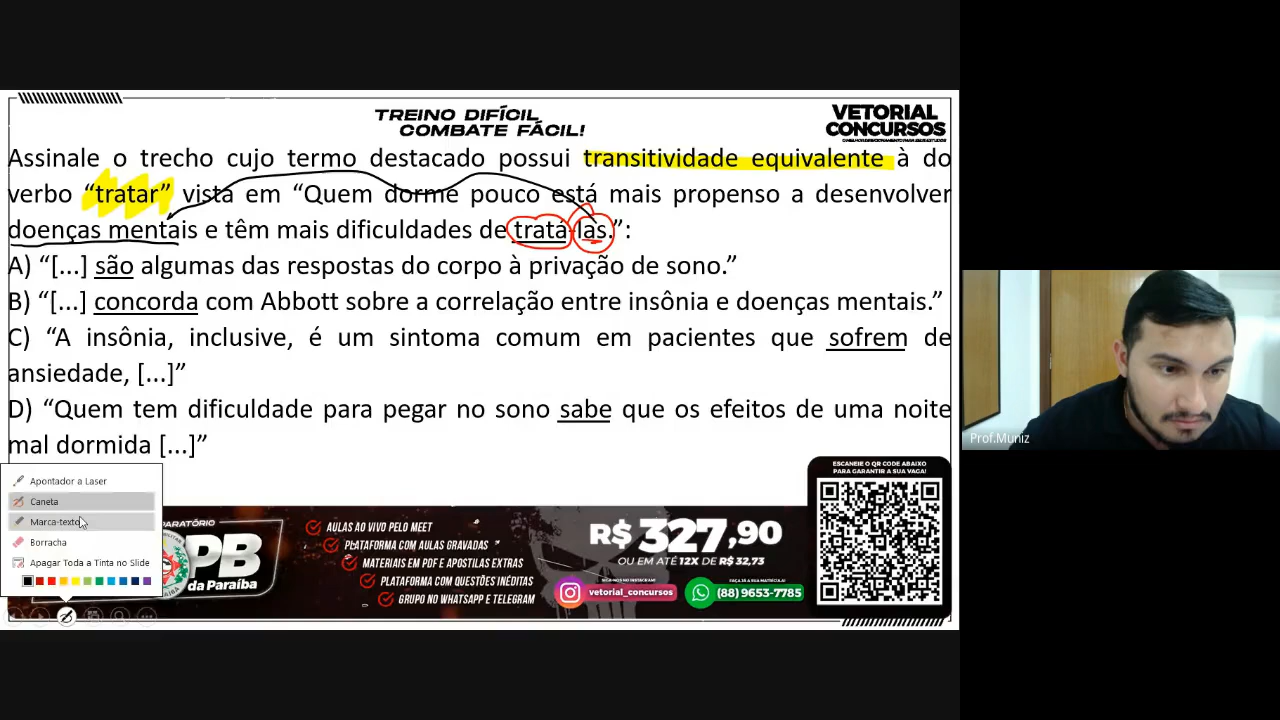 TREINO DIFÍCIL
COMBATE FÁCIL!
VETORIAL
CONCURSOS
Assinale o trecho cujo termo destacado possui transitividade equivalente à do
verbo “tratar” vista em “Quem dorme pouco está mais propenso a desenvolver
doenças mentais e têm mais dificuldades de tratá-las.”:
A) “[...] são algumas das respostas do corpo à privação de sono.”
B) “[...] concorda com Abbott sobre a correlação entre insônia e doenças mentais.”
C) “A insônia, inclusive, é um sintoma comum em pacientes que sofrem de
ansiedade, [...]”
D) “Quem tem dificuldade para pegar no sono sabe que os efeitos de uma noite
mal dormida [...]”
Prof.Muniz
Apontador a Laser
Caneta
Marca-texto
Borracha
Apagar Toda a Tinta no Slide
PARATÓRIO
PB
da Paraíba
AULAS AO VIVO PELO MEET
PLATAFORMA COM AULAS GRAVADAS
MATERIAIS EM PDF E APOSTILAS EXTRAS
PLATAFORMA COM QUESTÕES INÉDITAS
GRUPO NO WHATSAPP E TELEGRAM
R$ 327,90
OU EM ATÉ 12X DE R$ 32,73
vetorial_concursos
(88) 9653-7785
ESCANEIE O QR CODE ABAIXO
PARA GARANTIR A SUA VAGA!